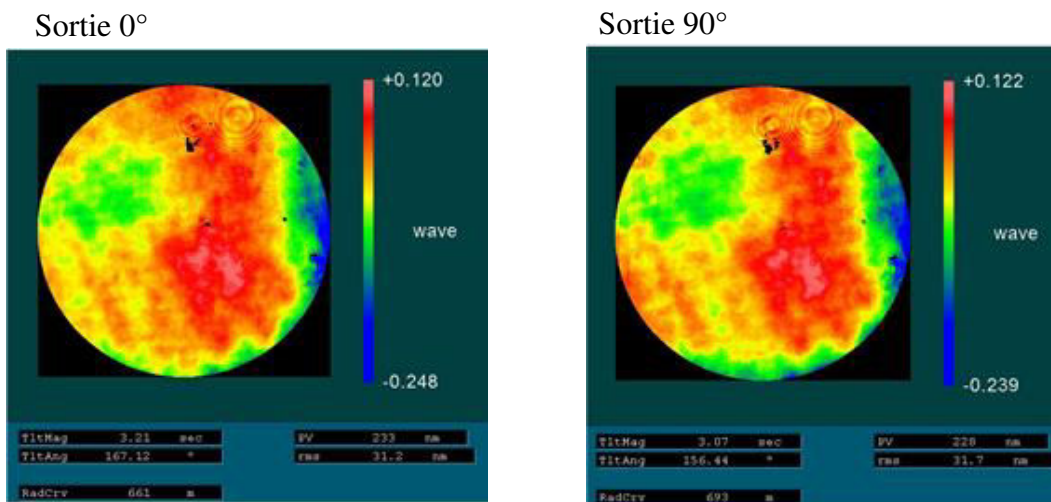 Sortie 0°
+0.120
wave
-0.248
TltMag 3.21 sec
TltAng 167.12 °
RadCrv 661 m
PV 233 nm
rms 31.2 nm
Sortie 90°
+0.122
wave
-0.239
TltMag 3.07 sec
TltAng 156.44 °
RadCrv 693 m
PV 228 nm
rms 31.7 nm